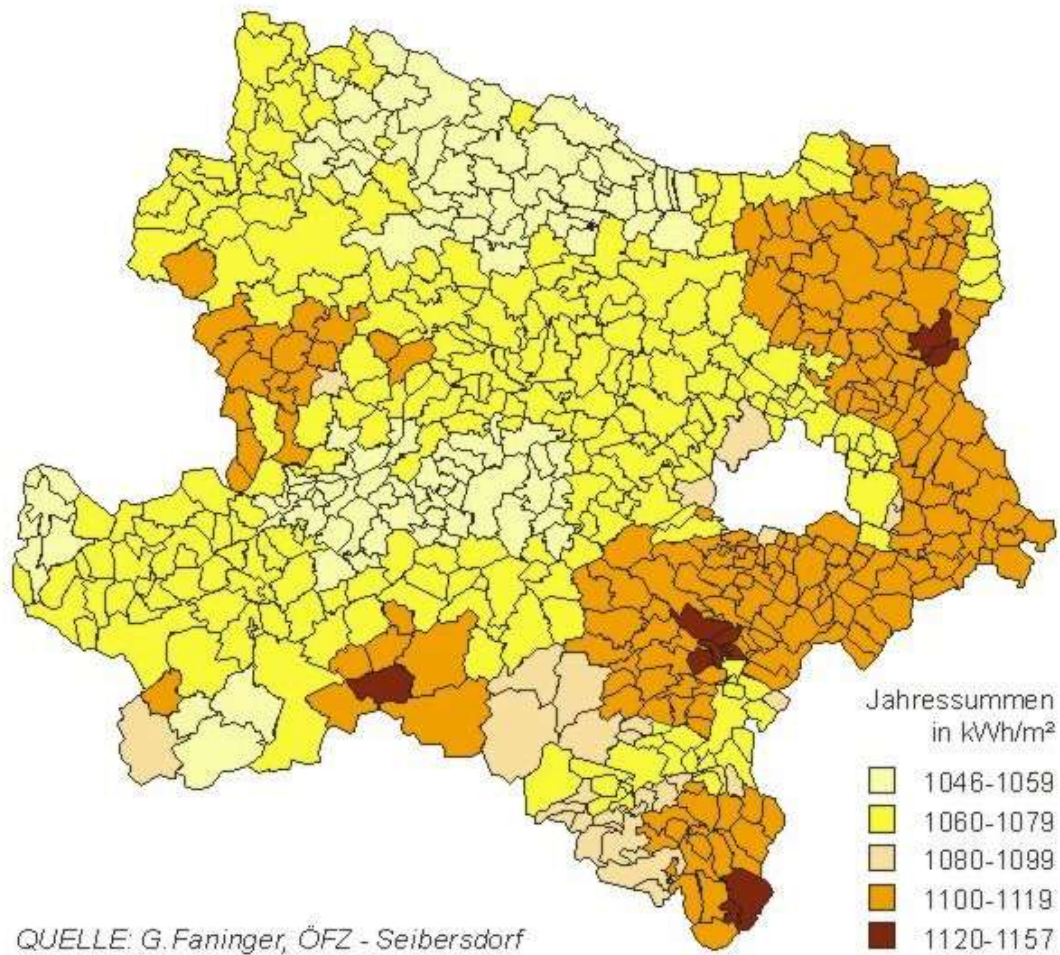 Jahressummen
in kWh/m²
1046-1059
1060-1079
1080-1099
1100-1119
1120-1157
QUELLE: G.Faninger, ÖFZ - Seibersdorf